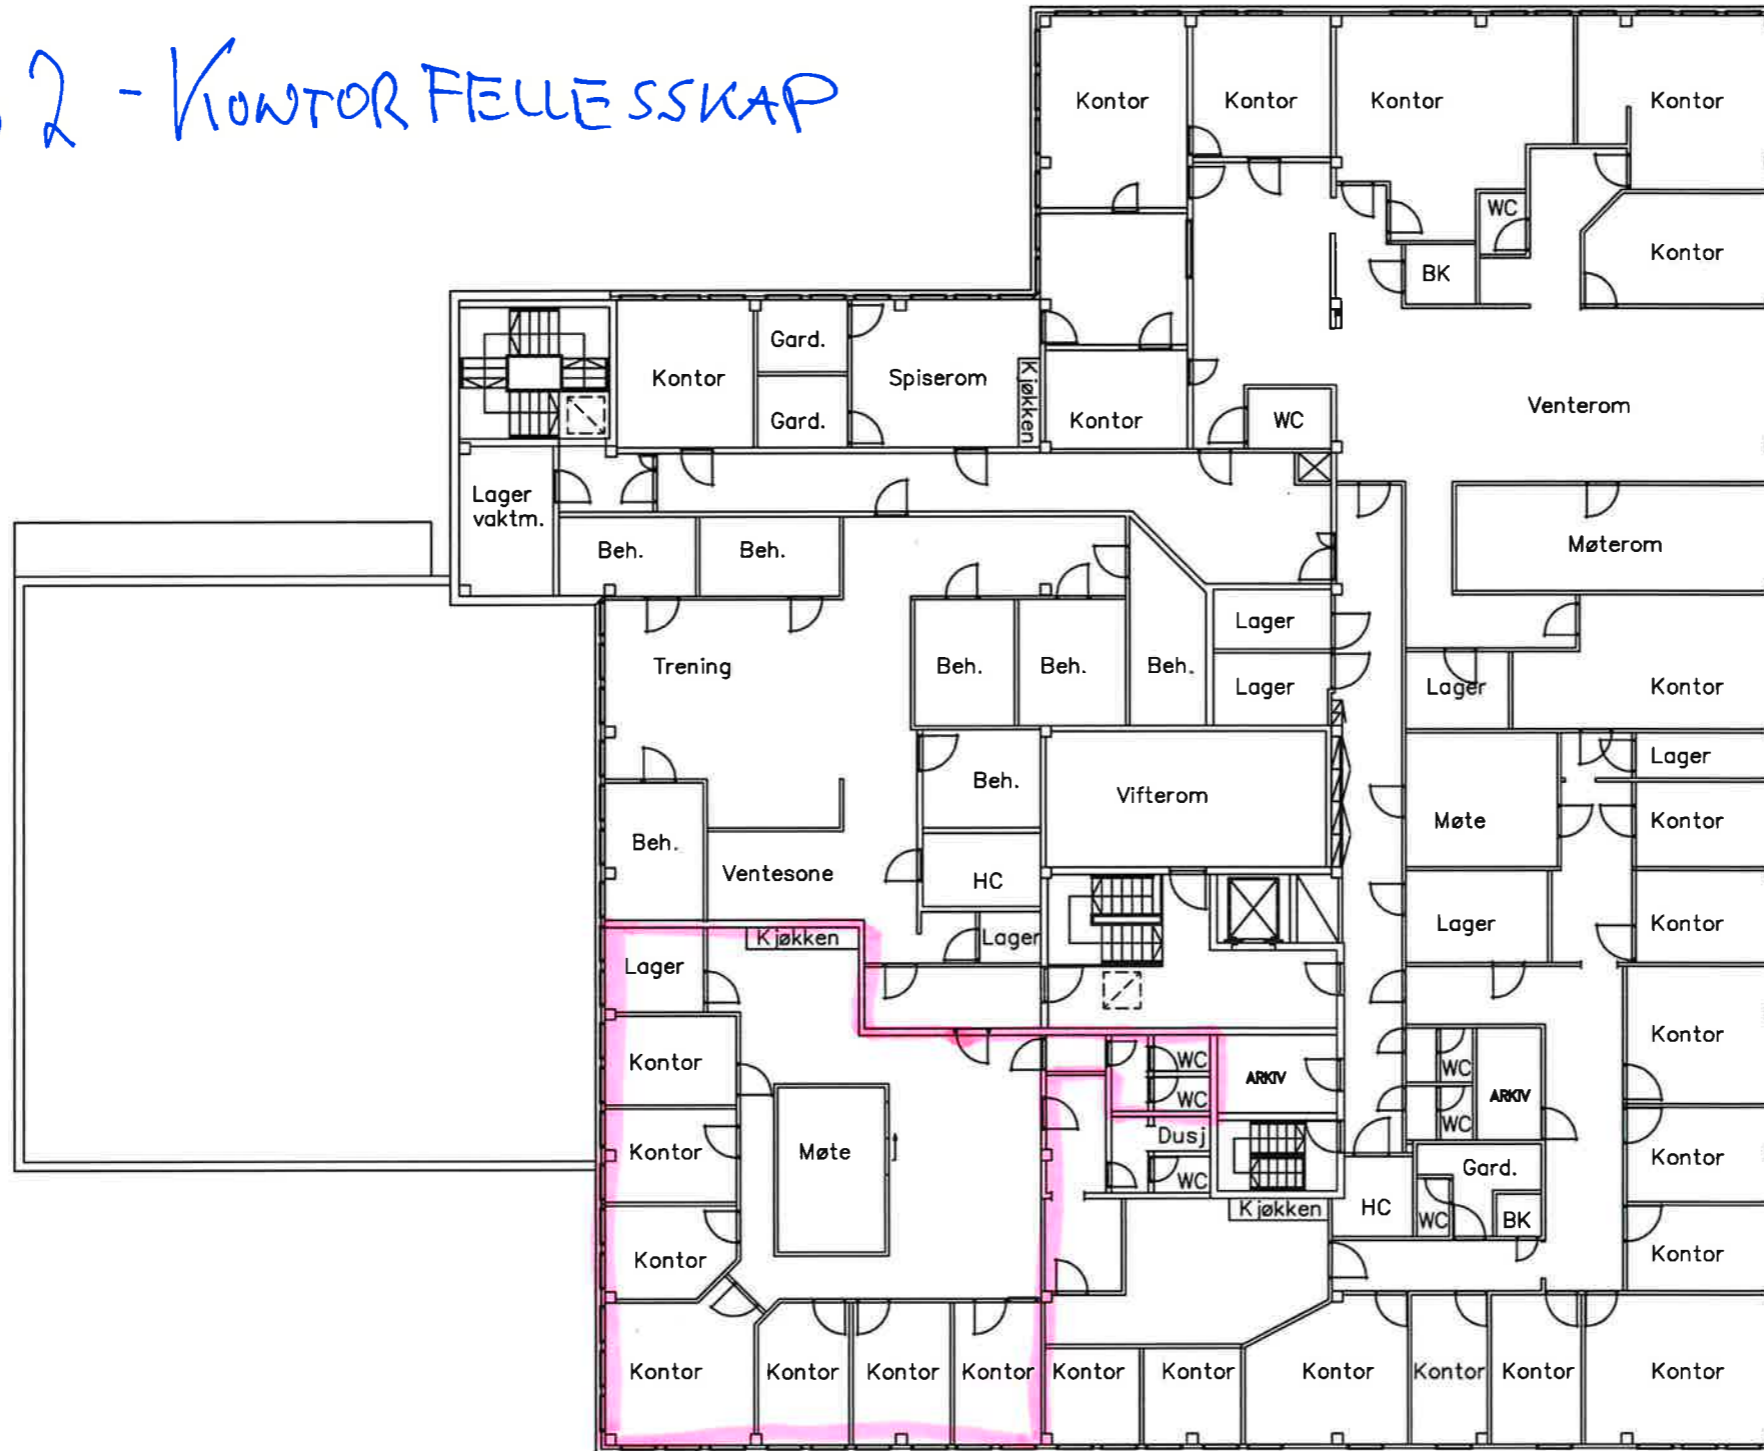 2 - KONTORFELLESSKAP
Kontor Kontor Kontor Kontor
WC
Kontor
BK
Gard.
Kontor Spiserom Kjøkken
Venterom
Gard. Kontor WC
Lager
vaktm.
Beh. Beh. Møterom
Lager
Trening Beh. Beh. Beh.
Lager Lager Kontor
Lager
Beh. Vifterom
Møte Kontor
Beh.
Ventesone HC
Lager Kontor
Kjøkken Lager
Lager
Kontor
Kontor WC ARKIV WC
WC ARKIV
WC
Dusj
Kontor Møte Kontor
Gard.
WC
Kjøkken HC WC BK
Kontor Kontor
Kontor Kontor Kontor Kontor Kontor Kontor Kontor Kontor Kontor Kontor